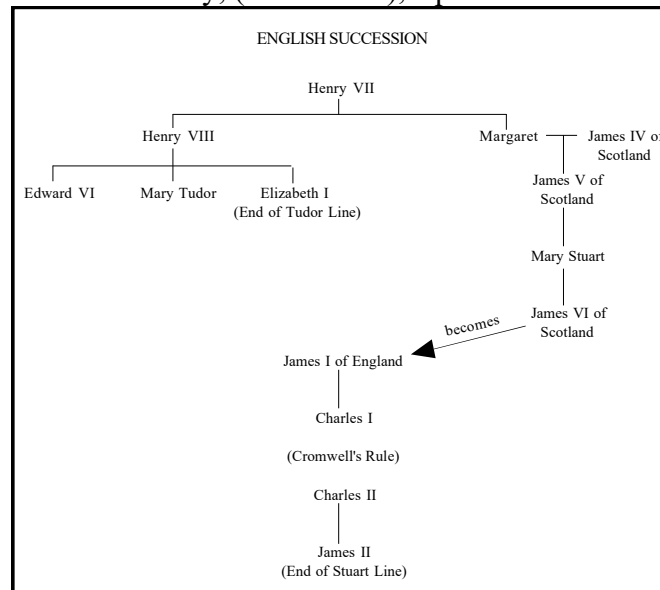 ENGLISH SUCCESSION
Henry VII
Henry VIII
Margaret
James IV of
Scotland
Edward VI
Mary Tudor
Elizabeth I
(End of Tudor Line)
James V of
Scotland
Mary Stuart
James VI of
Scotland
becomes
James I of England
Charles I
(Cromwell's Rule)
Charles II
James II
(End of Stuart Line)